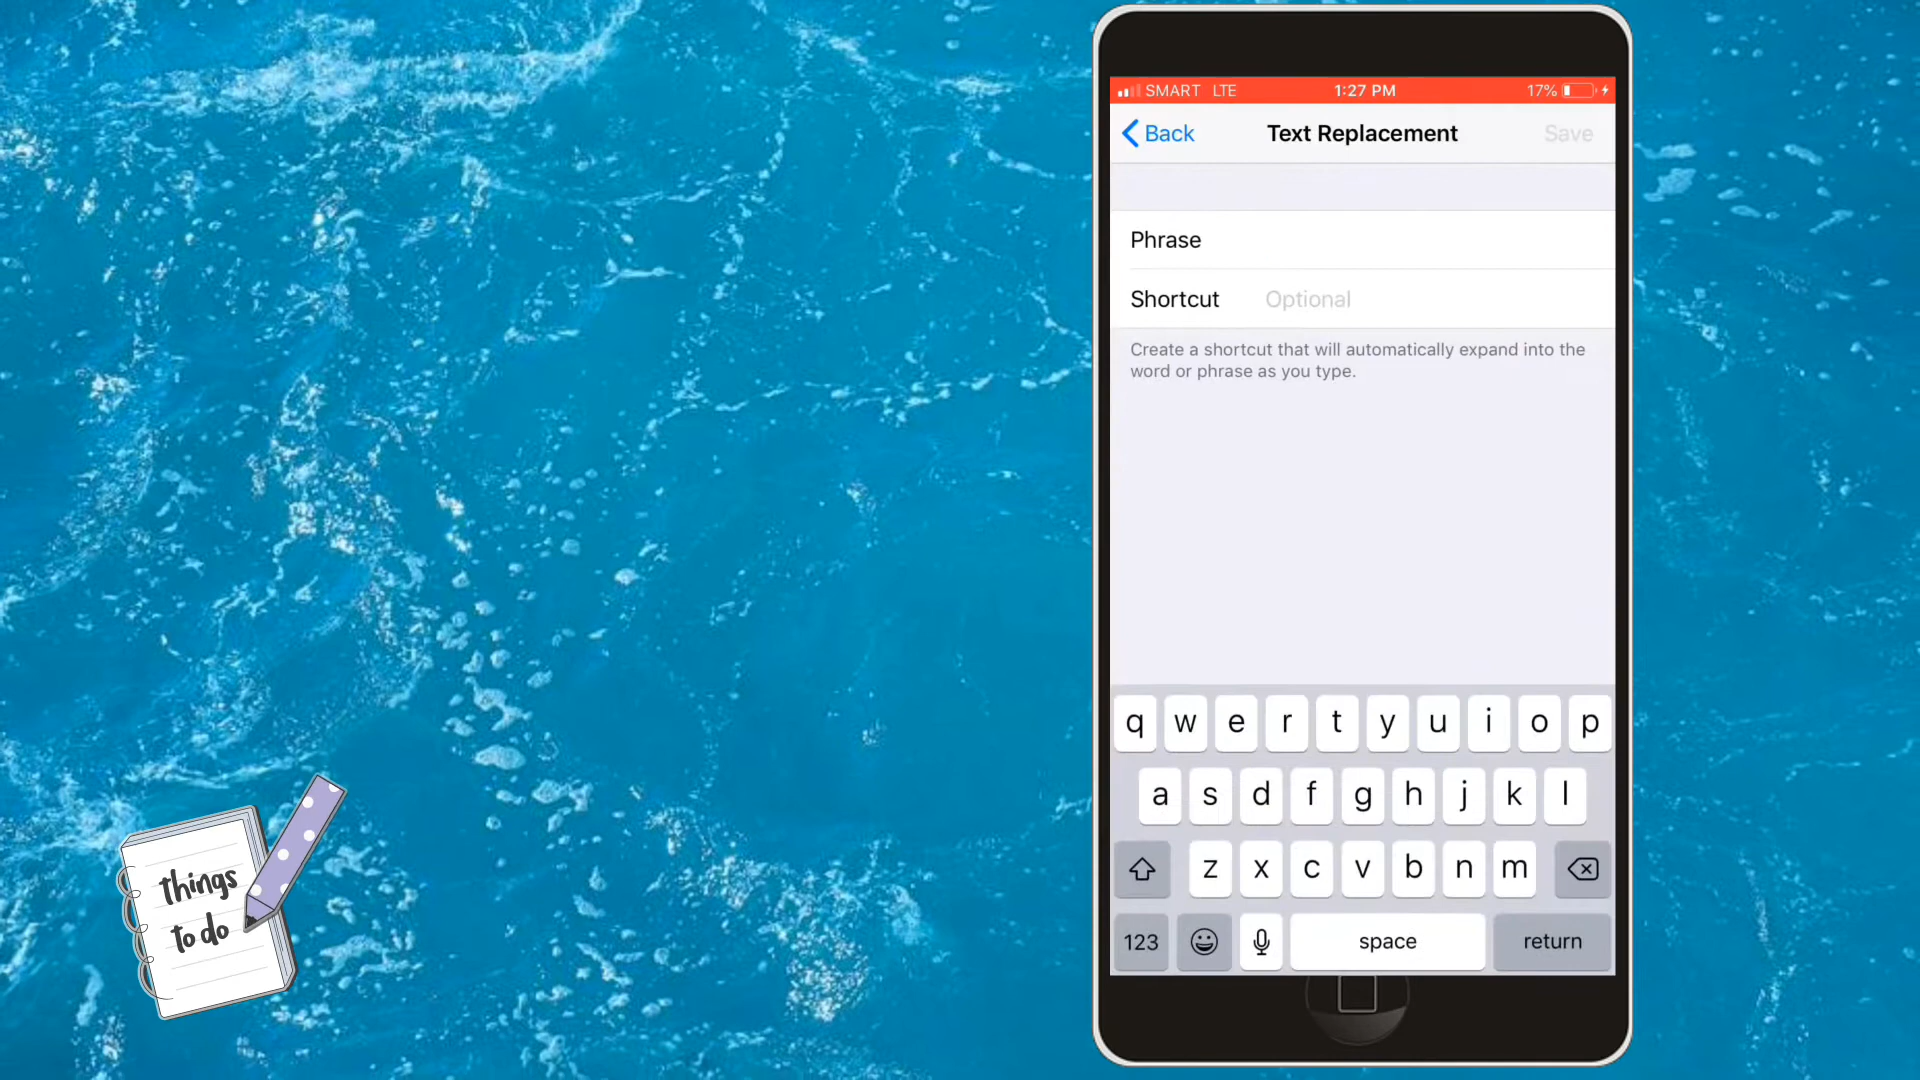 SMART LTE 1:27 PM 17%
Back Text Replacement Save
Phrase
Shortcut Optional
Create a shortcut that will automatically expand into the
word or phrase as you type.
q w e r t y u i o p
a s d f g h j k l
z x c v b n m
123 space return
things
to do